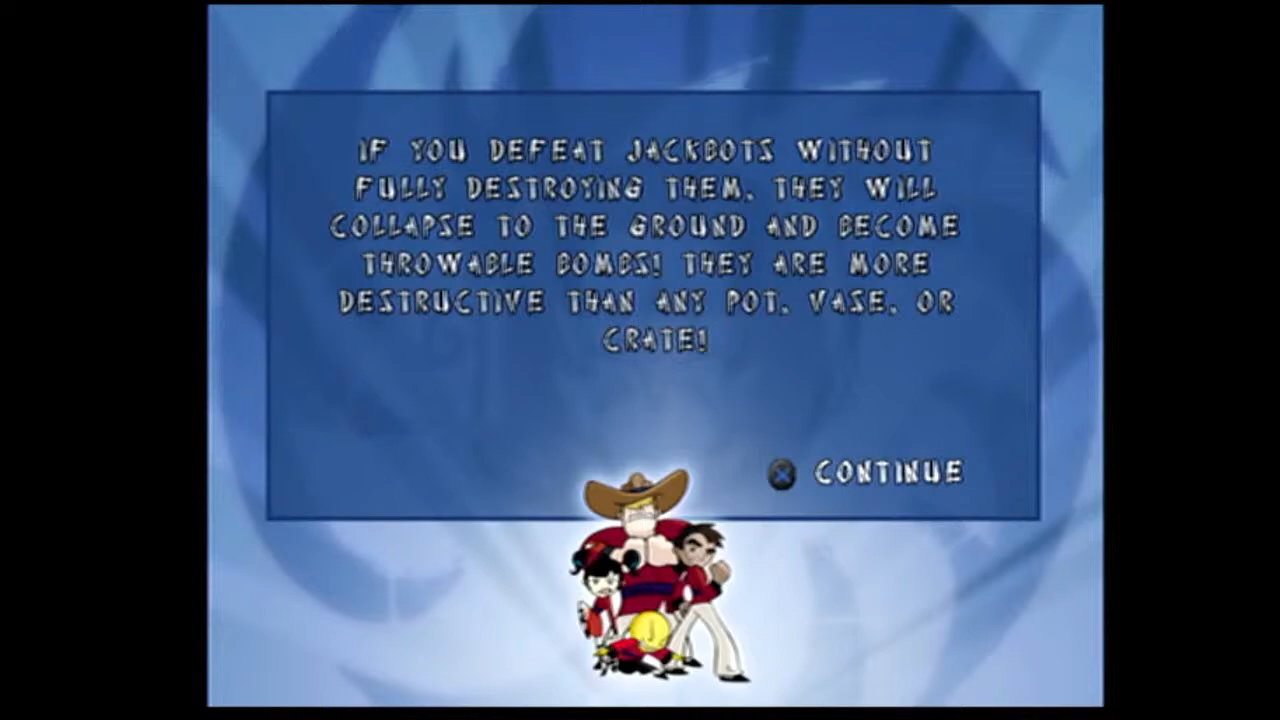 IF YOU DEFEAT JACKBOTS WITHOUT
FULLY DESTROYING THEM, THEY WILL
COLLAPSE TO THE GROUND AND BECOME
THROWABLE BOMBS! THEY ARE MORE
DESTRUCTIVE THAN ANY POT, VASE, OR
CRATE!
CONTINUE